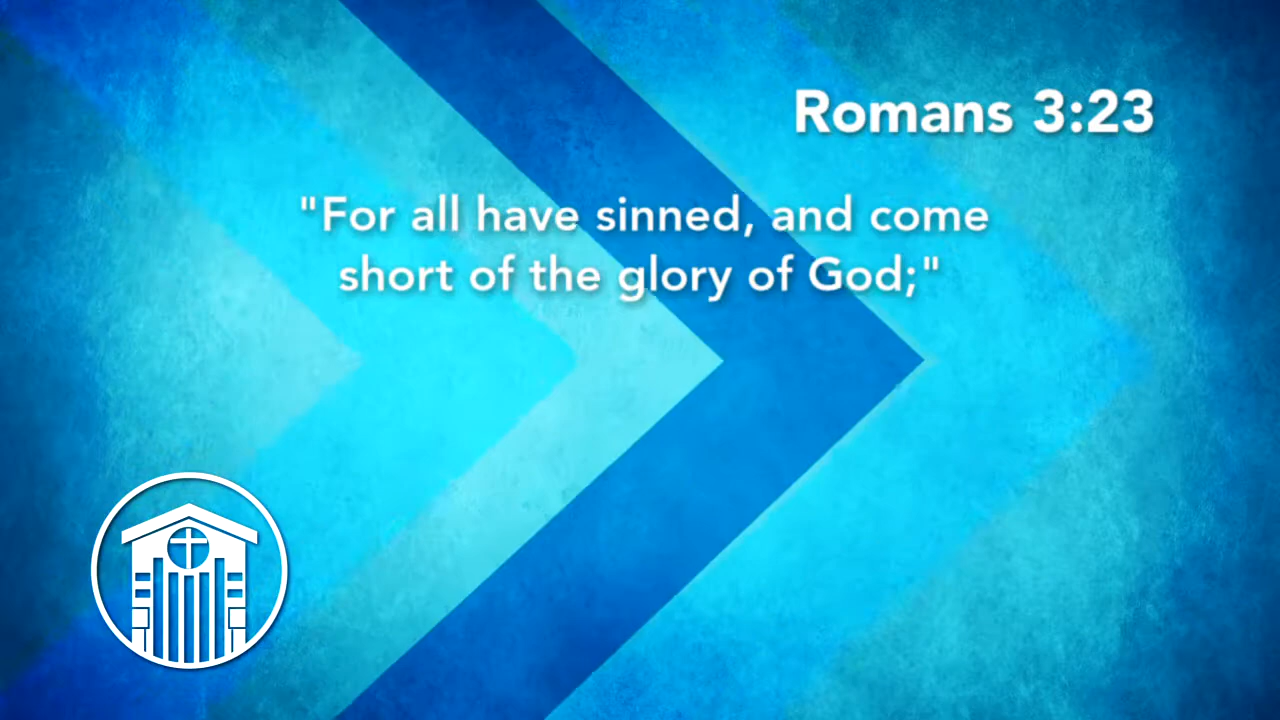 Romans 3:23
"For all have sinned, and come
short of the glory of God;"